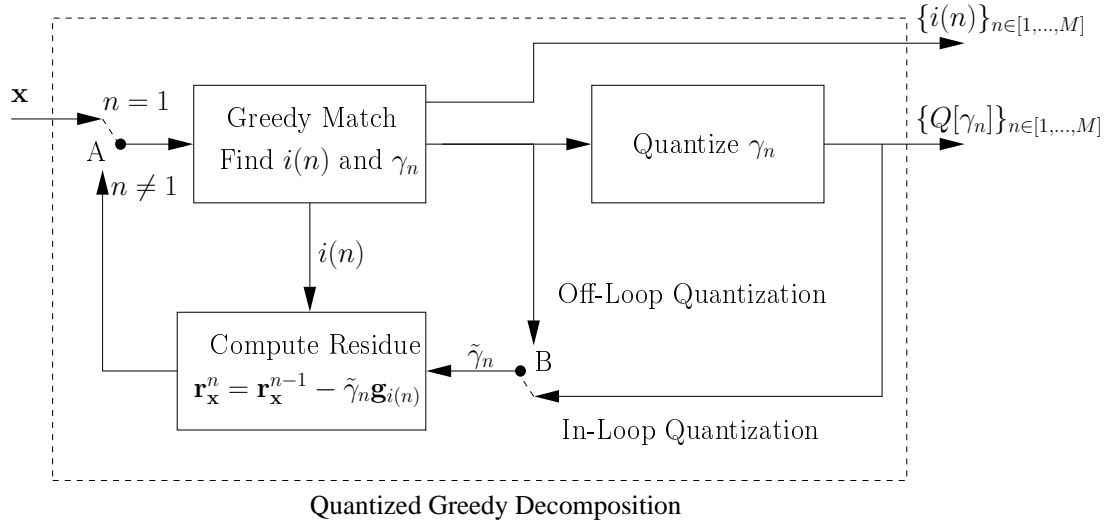 {i(n)}_{n∈[1,...,M]}
x
n = 1
Greedy Match
Find i(n) and γ_n
Quantize γ_n
{Q[γ_n]}_{n∈[1,...,M]}
A
n ≠ 1
i(n)
Off-Loop Quantization
Compute Residue
r_x^n = r_x^{n-1} − γ̃_n g_{i(n)}
γ̃_n
B
In-Loop Quantization
Quantized Greedy Decomposition